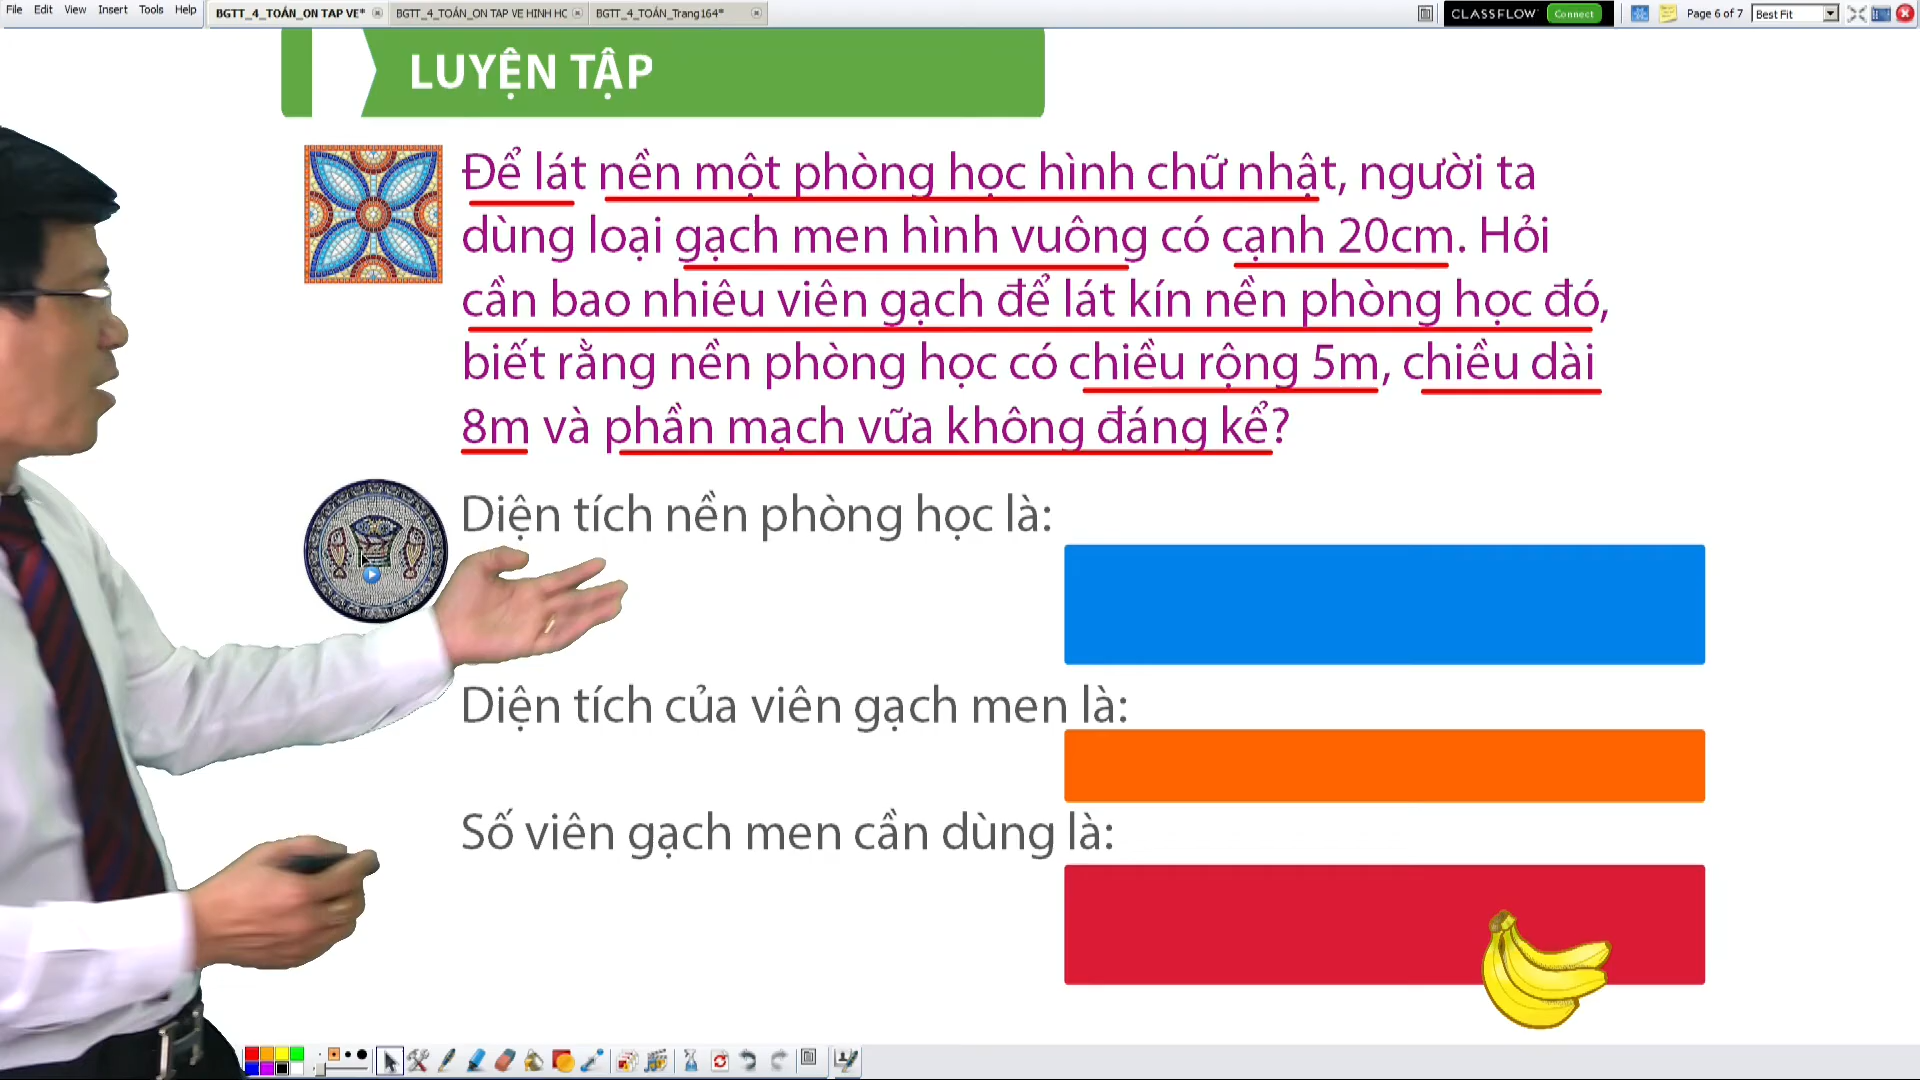 File Edit View Insert Tools Help BGTT_4_TOÁN_ON TAP VE* BGTT_4_TOÁN_ON TAP VE HINH HC BGTT_4_TOÁN_Trang164* CLASSFLOW Connect Page 6 of 7 Best Fit
LUYỆN TẬP
Để lát nền một phòng học hình chữ nhật, người ta
dùng loại gạch men hình vuông có cạnh 20cm. Hỏi
cần bao nhiêu viên gạch để lát kín nền phòng học đó,
biết rằng nền phòng học có chiều rộng 5m, chiều dài
8m và phần mạch vữa không đáng kể?
Diện tích nền phòng học là:
Diện tích của viên gạch men là:
Số viên gạch men cần dùng là: